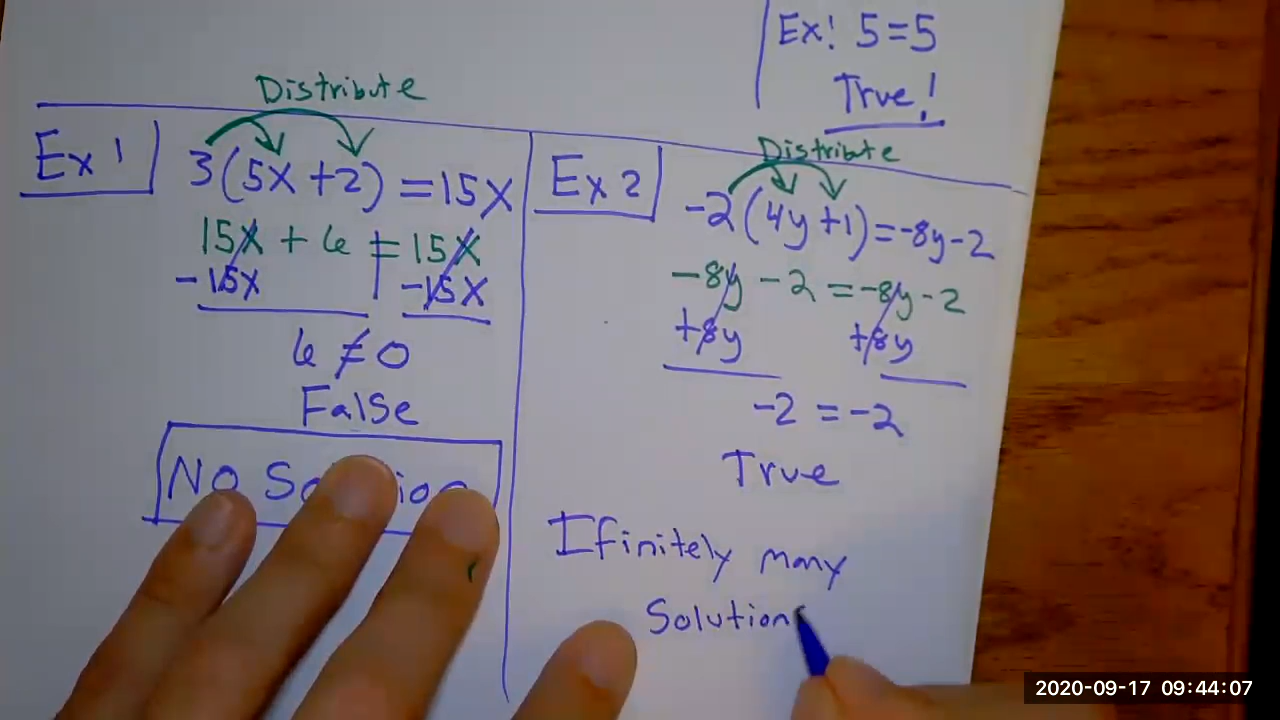 Ex! 5=5
True!
Distribute
Ex 1
3(5x+2)=15x
15x + 6 = 15x
-15x -15x
6 ≠ 0
False
No
Distribute
Ex 2
-2(4y+1)=-8y-2
-8y - 2 = -8y - 2
+8y +8y
-2 = -2
True
Ifinitely many
Solution
2020-09-17 09:44:07